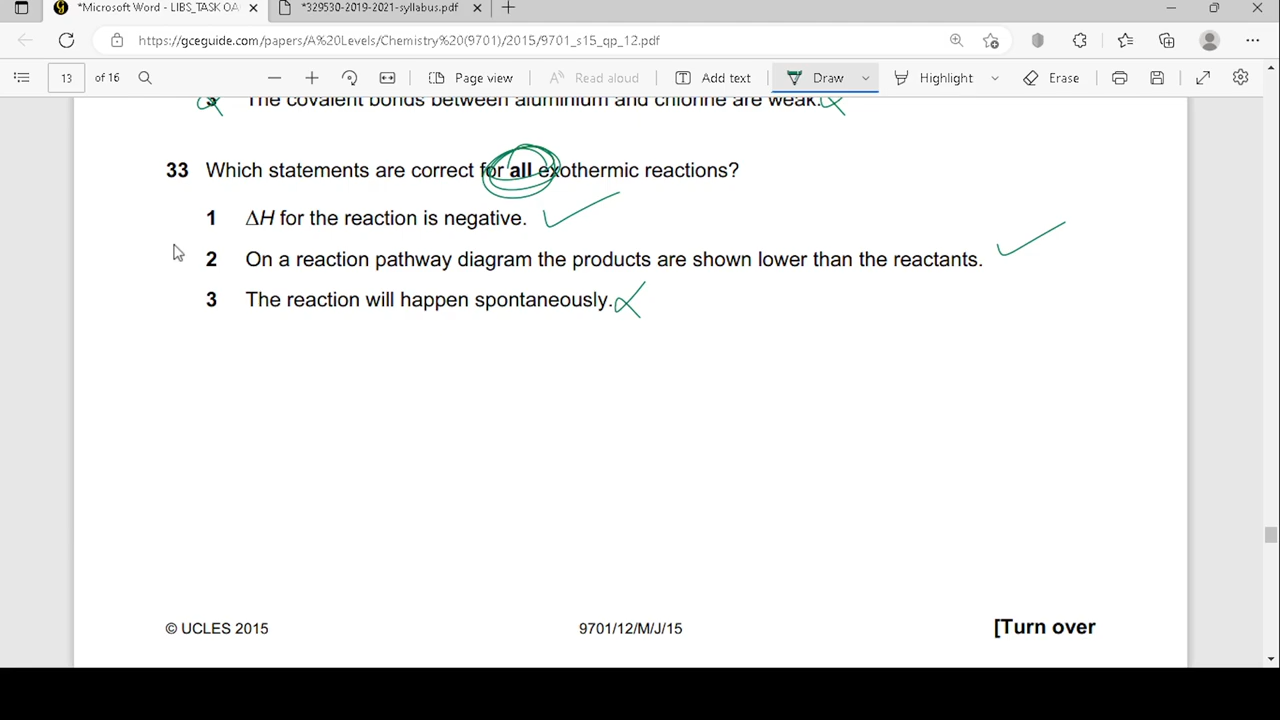 *Microsoft Word - LIBS_TASK OA
*329530-2019-2021-syllabus.pdf
https://gceguide.com/papers/A%20Levels/Chemistry%20(9701)/2015/9701_s15_qp_12.pdf
13 of 16 Page view Read aloud Add text Draw Highlight Erase
3 The covalent bonds between aluminium and chlorine are weak.
33 Which statements are correct for all exothermic reactions?
1 ΔH for the reaction is negative.
2 On a reaction pathway diagram the products are shown lower than the reactants.
3 The reaction will happen spontaneously.
© UCLES 2015 9701/12/M/J/15 [Turn over